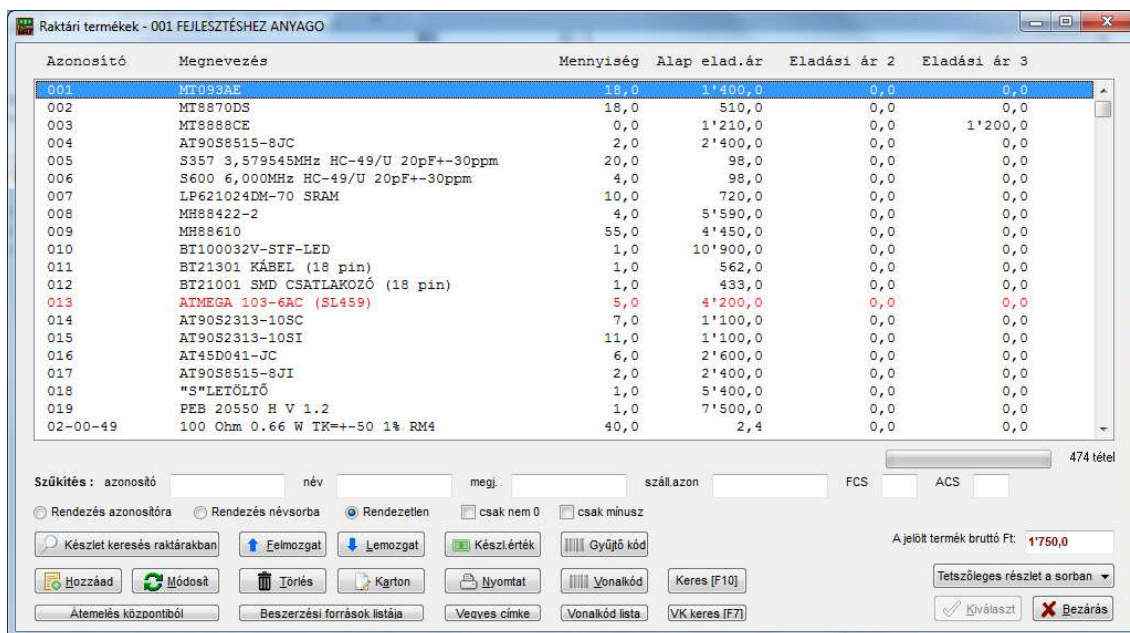 Raktári termékek - 001 FEJLESZTÉSHEZ ANYAGO
Azonosító Megnevezés Mennyiség Alap elad.ár Eladási ár 2 Eladási ár 3
001 MT093AE 18,0 1'400,0 0,0 0,0
002 MT8870DS 18,0 510,0 0,0 0,0
003 MT8888CE 0,0 1'210,0 0,0 1'200,0
004 AT90S8515-8JC 2,0 2'400,0 0,0 0,0
005 S357 3,579545MHz HC-49/U 20pF+-30ppm 20,0 98,0 0,0 0,0
006 S600 6,000MHz HC-49/U 20pF+-30ppm 4,0 98,0 0,0 0,0
007 LP621024DM-70 SRAM 10,0 720,0 0,0 0,0
008 MH88422-2 4,0 5'590,0 0,0 0,0
009 MH88610 55,0 4'450,0 0,0 0,0
010 BT100032V-STF-LED 1,0 10'900,0 0,0 0,0
011 BT21301 KÁBEL (18 pin) 1,0 562,0 0,0 0,0
012 BT21001 SMD CSATLAKOZÓ (18 pin) 1,0 433,0 0,0 0,0
013 ATMEGA 103-6AC (SL459) 5,0 4'200,0 0,0 0,0
014 AT90S2313-10SC 7,0 1'100,0 0,0 0,0
015 AT90S2313-10SI 11,0 1'100,0 0,0 0,0
016 AT45D041-JC 6,0 2'600,0 0,0 0,0
017 AT90S8515-8JI 2,0 2'400,0 0,0 0,0
018 "S"LETÖLTŐ 1,0 5'400,0 0,0 0,0
019 PEB 20550 H V 1.2 1,0 7'500,0 0,0 0,0
02-00-49 100 Ohm 0.66 W TK=+-50 1% RM4 40,0 2,4 0,0 0,0
474 tétel
Szűkítés : azonosító név megj. száll.azon FCS ACS
Rendezés azonosítóra Rendezés névsorba Rendezetlen csak nem 0 csak mínusz
Készlet keresés raktárakban Felmozgat Lemozgat Készl.érték Gyűjtő kód A jelölt termék bruttó Ft: 1'750,0
Hozzáad Módosít Törlés Karton Nyomtat Vonalkód Keres [F10] Tetszőleges részlet a sorban
Átemelés központiból Beszerzési források listája Vegyes címke Vonalkód lista VK keres [F7] Kiválaszt Bezárás